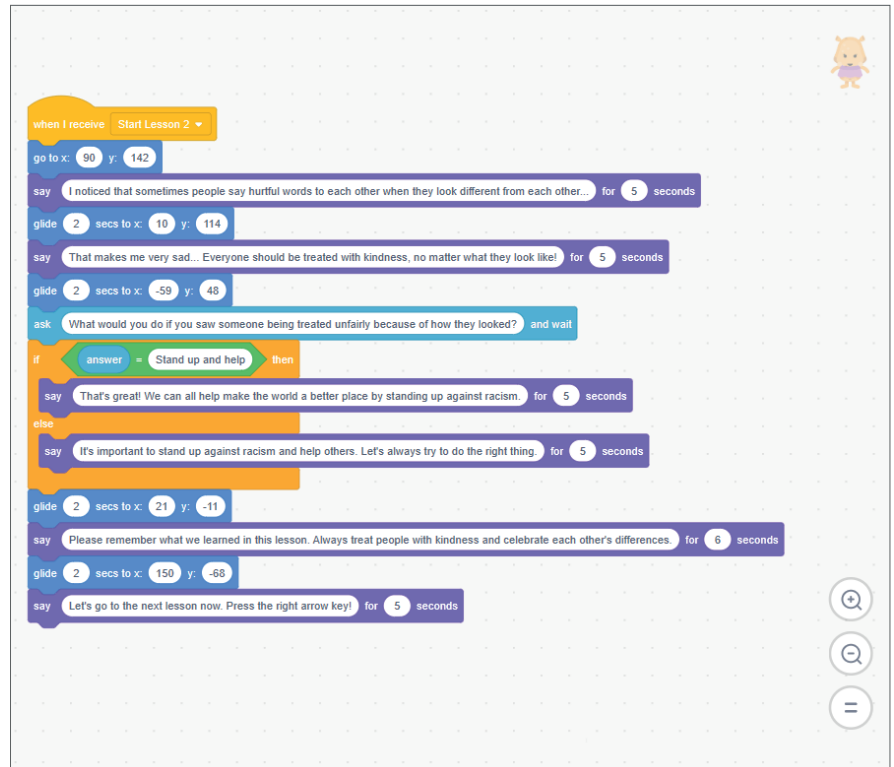 when I receive Start Lesson 2
go to x: 90 y: 142
say I noticed that sometimes people say hurtful words to each other when they look different from each other... for 5 seconds
glide 2 secs to x: 10 y: 114
say That makes me very sad... Everyone should be treated with kindness, no matter what they look like! for 5 seconds
glide 2 secs to x: -59 y: 48
ask What would you do if you saw someone being treated unfairly because of how they looked? and wait
if answer = Stand up and help then
say That's great! We can all help make the world a better place by standing up against racism. for 5 seconds
else
say It's important to stand up against racism and help others. Let's always try to do the right thing. for 5 seconds
glide 2 secs to x: 21 y: -11
say Please remember what we learned in this lesson. Always treat people with kindness and celebrate each other's differences. for 6 seconds
glide 2 secs to x: 150 y: -68
say Let's go to the next lesson now. Press the right arrow key! for 5 seconds